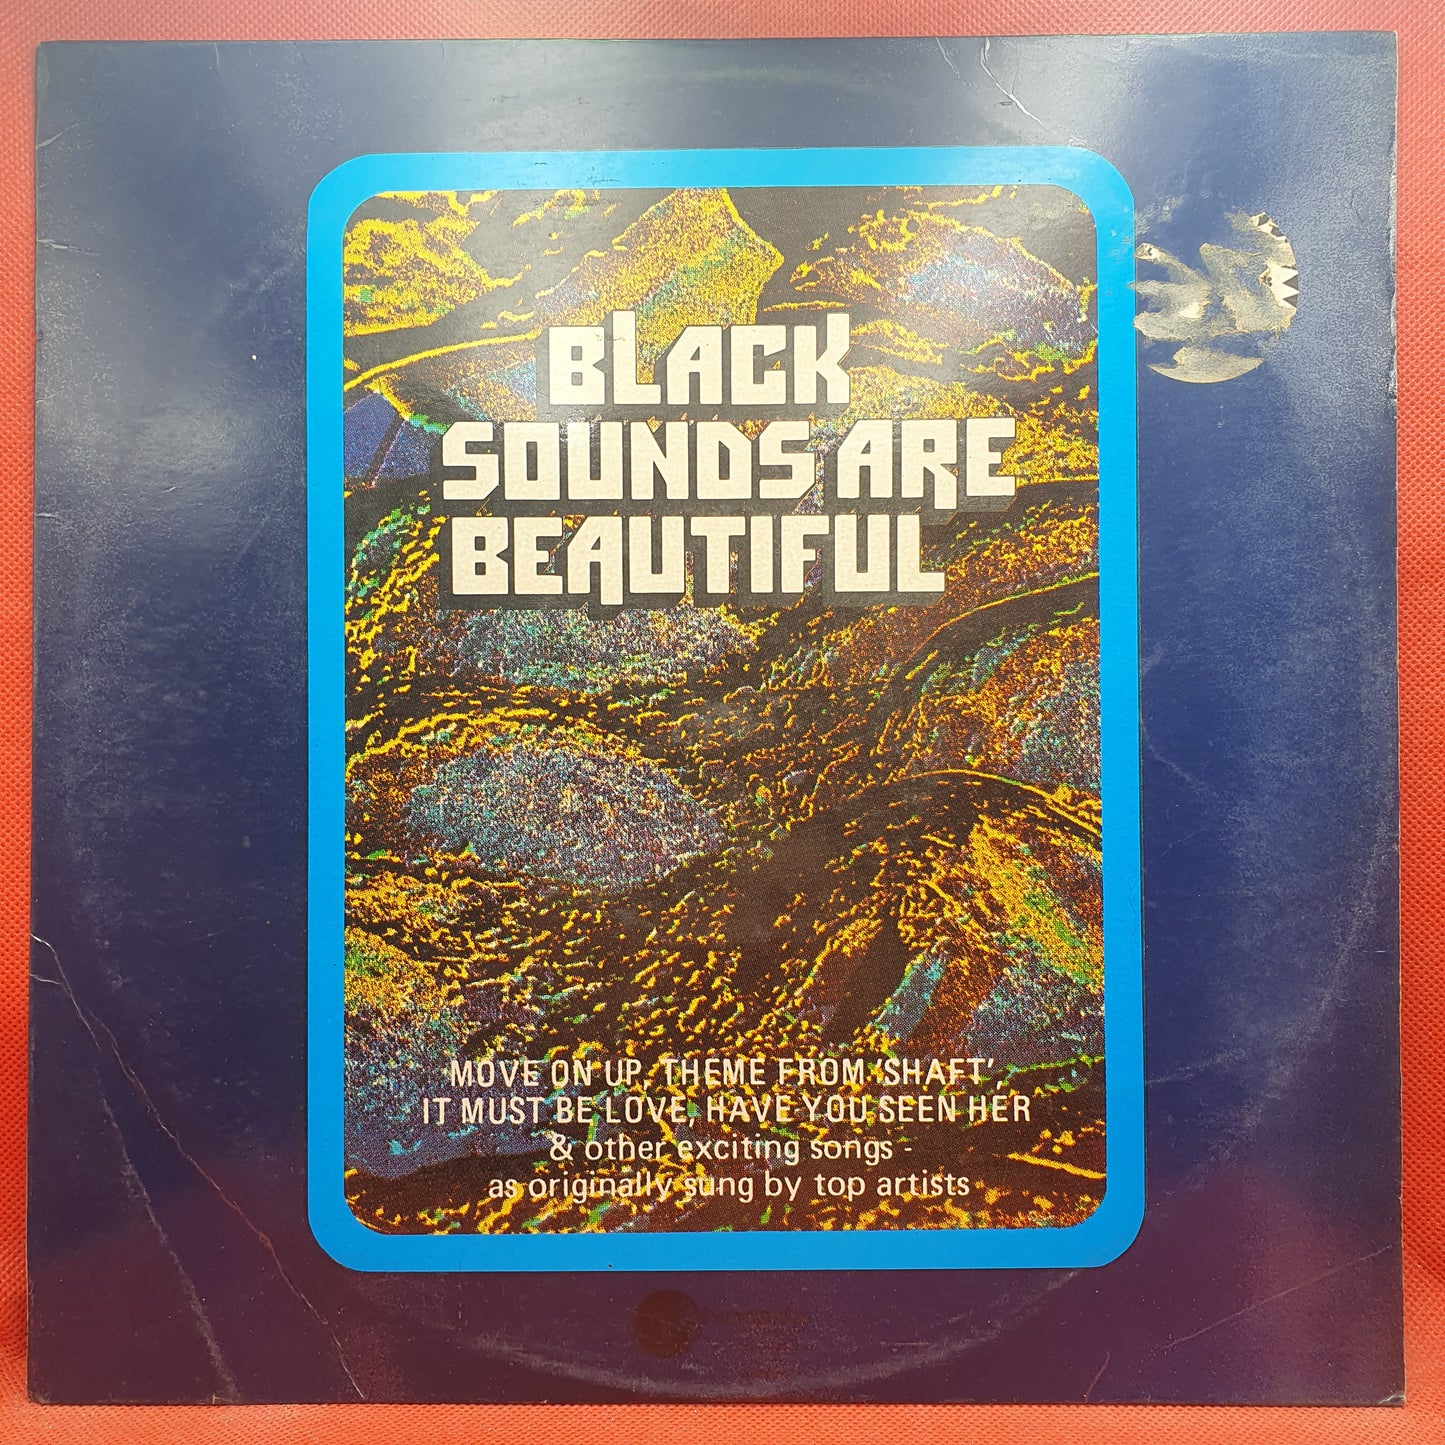 BLACK
SOUNDS ARE
BEAUTIFUL
MOVE ON UP, THEME FROM 'SHAFT',
IT MUST BE LOVE, HAVE YOU SEEN HER
& other exciting songs -
as originally sung by top artists